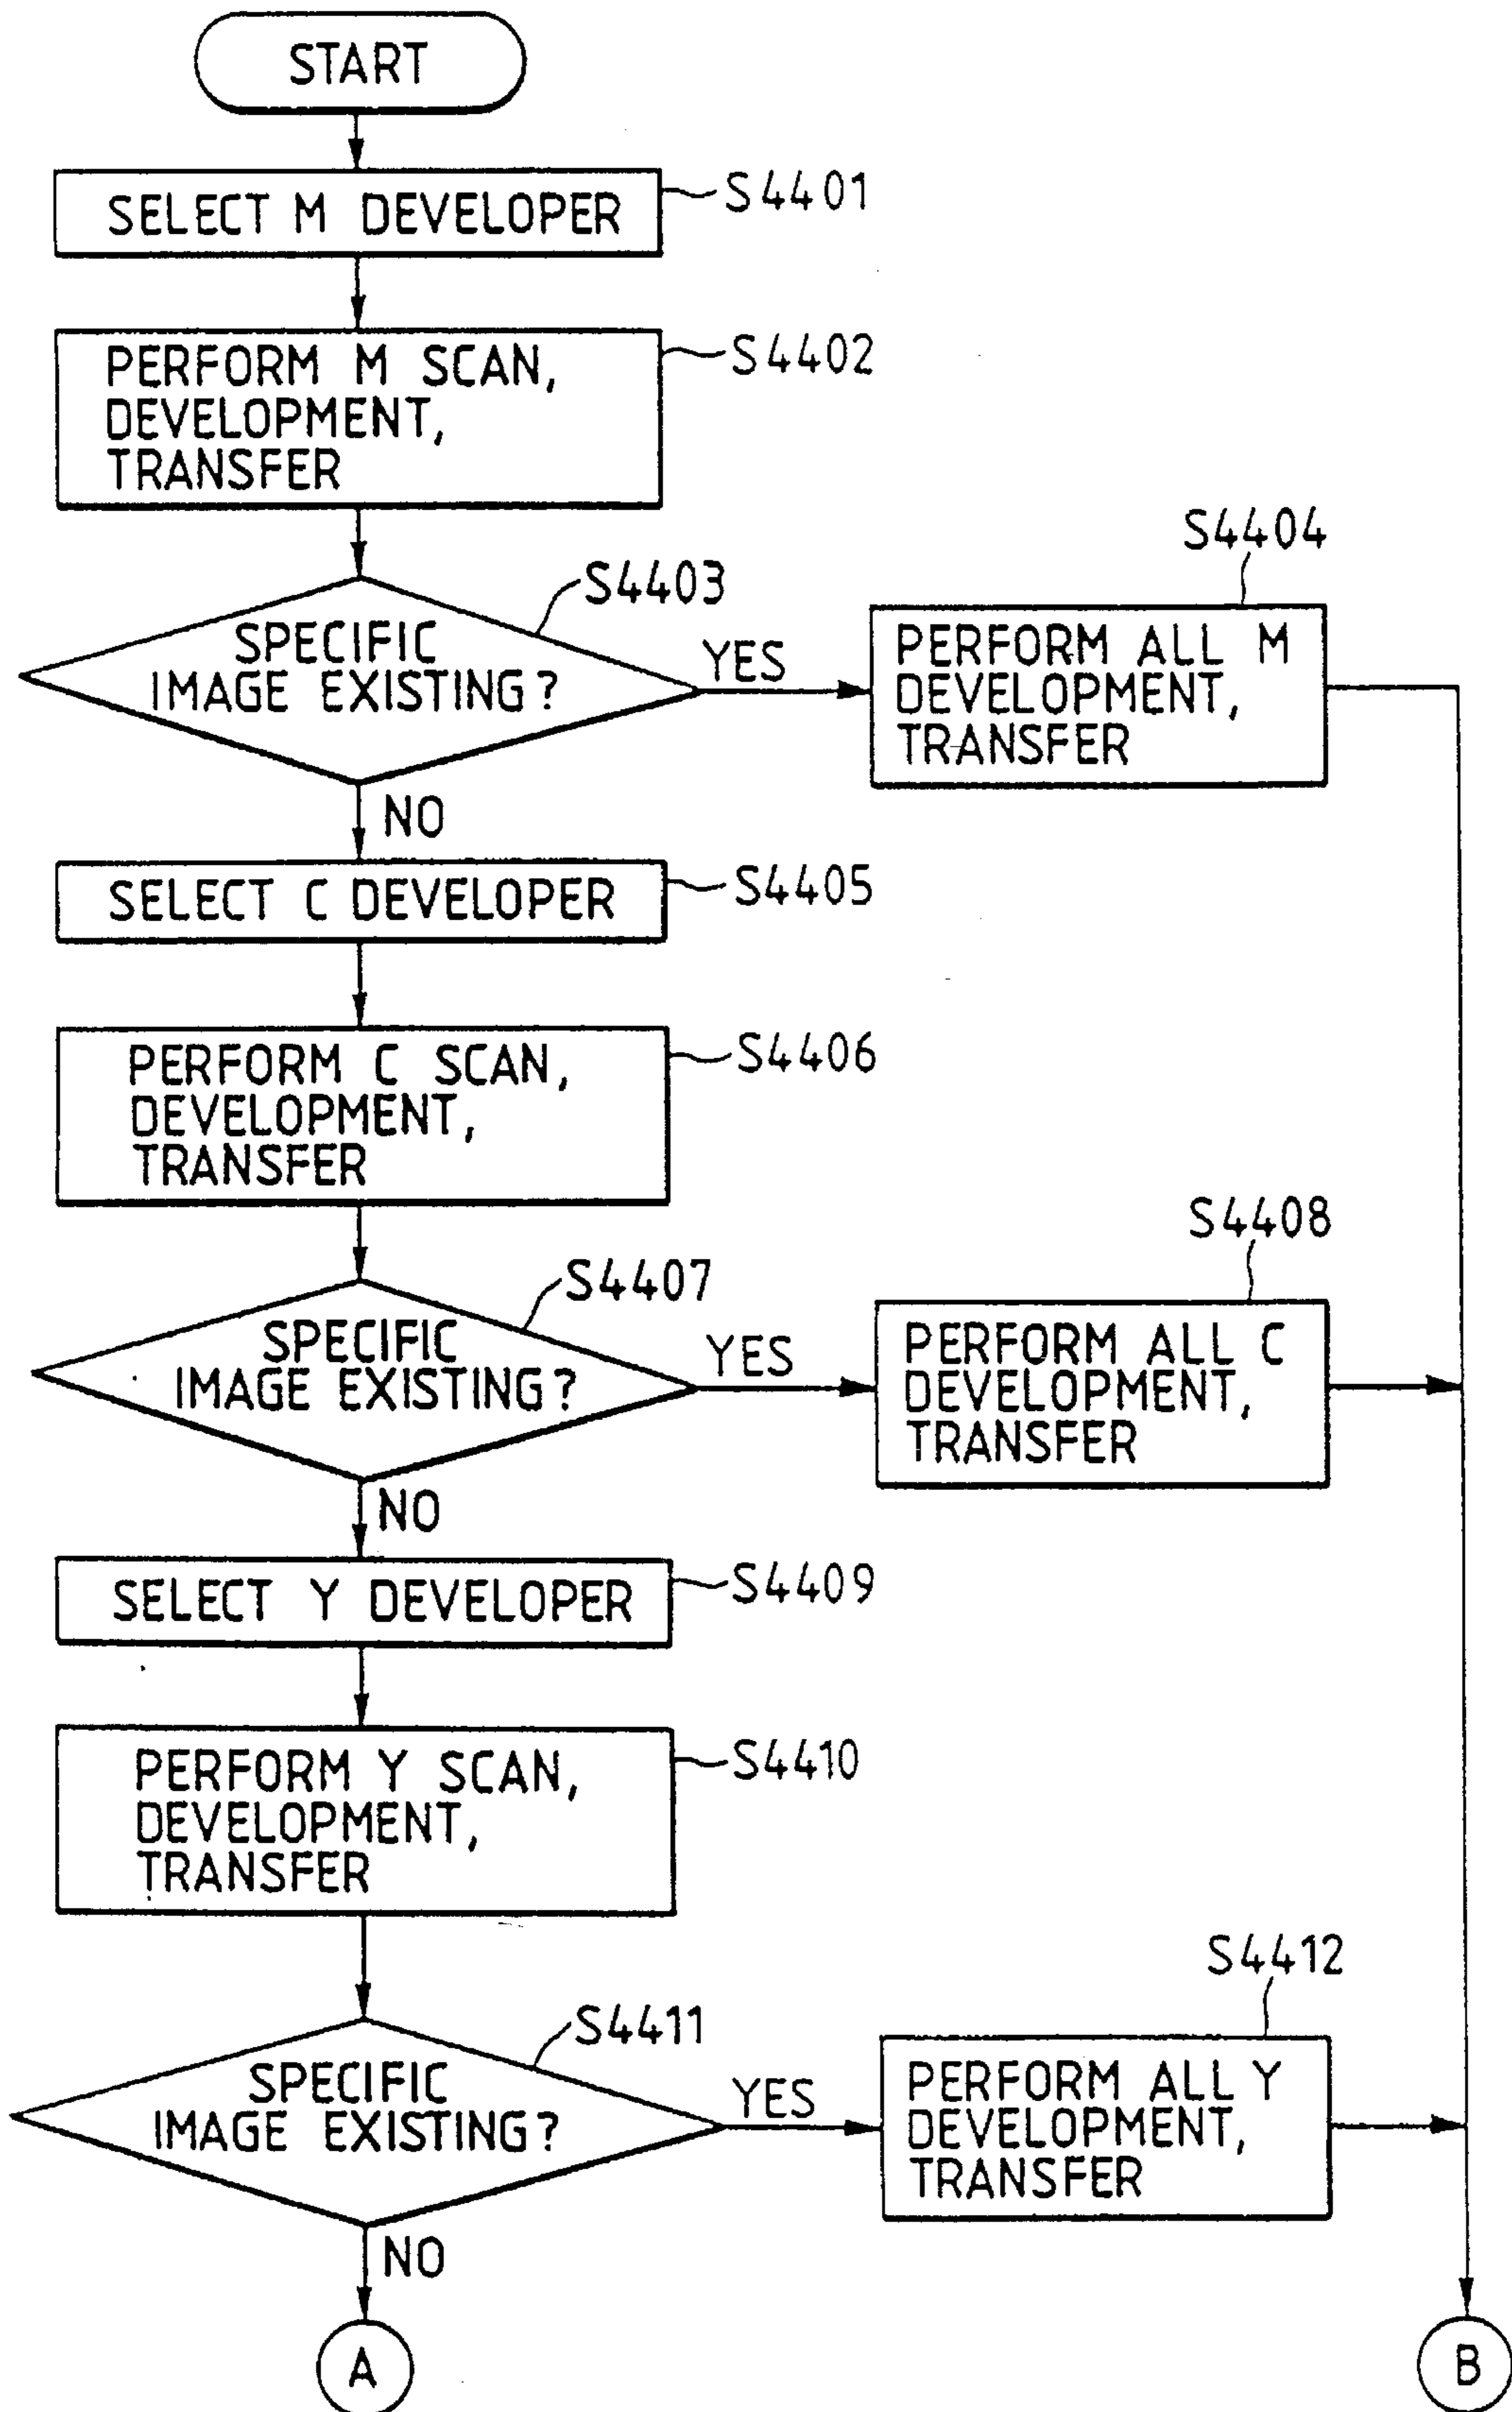 START
SELECT M DEVELOPER
S4401
PERFORM M SCAN,
DEVELOPMENT,
TRANSFER
S4402
SPECIFIC
IMAGE EXISTING?
S4403
YES
S4404
PERFORM ALL M
DEVELOPMENT,
TRANSFER
NO
SELECT C DEVELOPER
S4405
PERFORM C SCAN,
DEVELOPMENT,
TRANSFER
S4406
SPECIFIC
IMAGE EXISTING?
S4407
YES
S4408
PERFORM ALL C
DEVELOPMENT,
TRANSFER
NO
SELECT Y DEVELOPER
S4409
PERFORM Y SCAN,
DEVELOPMENT,
TRANSFER
S4410
SPECIFIC
IMAGE EXISTING?
S4411
YES
S4412
PERFORM ALL Y
DEVELOPMENT,
TRANSFER
NO
A
B